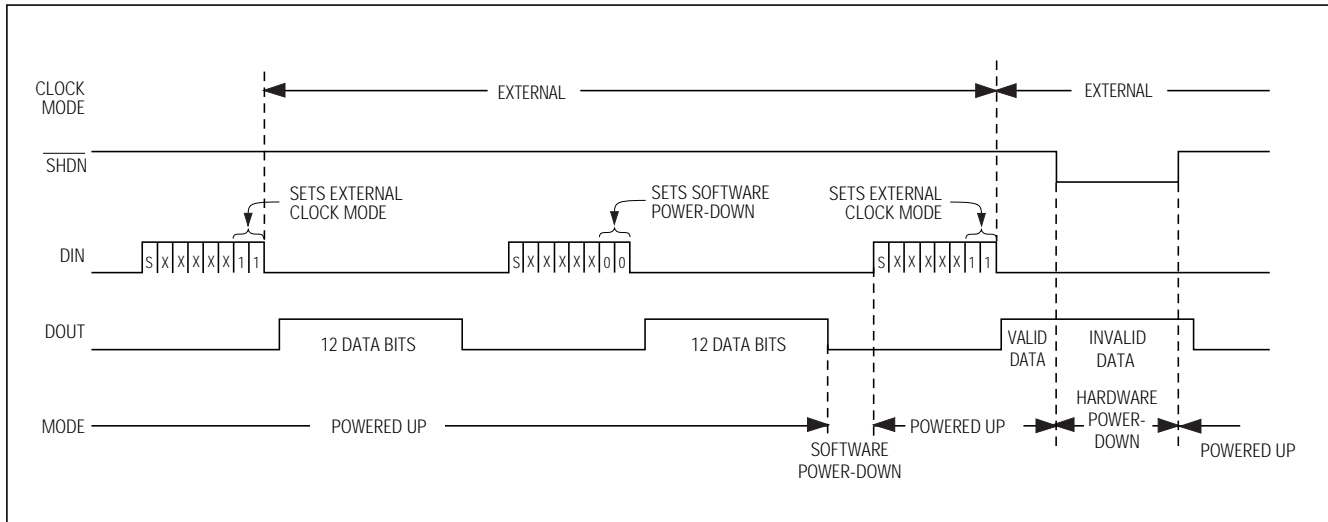 CLOCK
MODE
EXTERNAL
EXTERNAL
SHDN
SETS EXTERNAL
CLOCK MODE
SETS SOFTWARE
POWER-DOWN
SETS EXTERNAL
CLOCK MODE
DIN
S X X X X X 1 1
S X X X X X 0 0
S X X X X X 1 1
DOUT
12 DATA BITS
12 DATA BITS
VALID
DATA
INVALID
DATA
MODE
POWERED UP
SOFTWARE
POWER-DOWN
POWERED UP
HARDWARE
POWER-
DOWN
POWERED UP